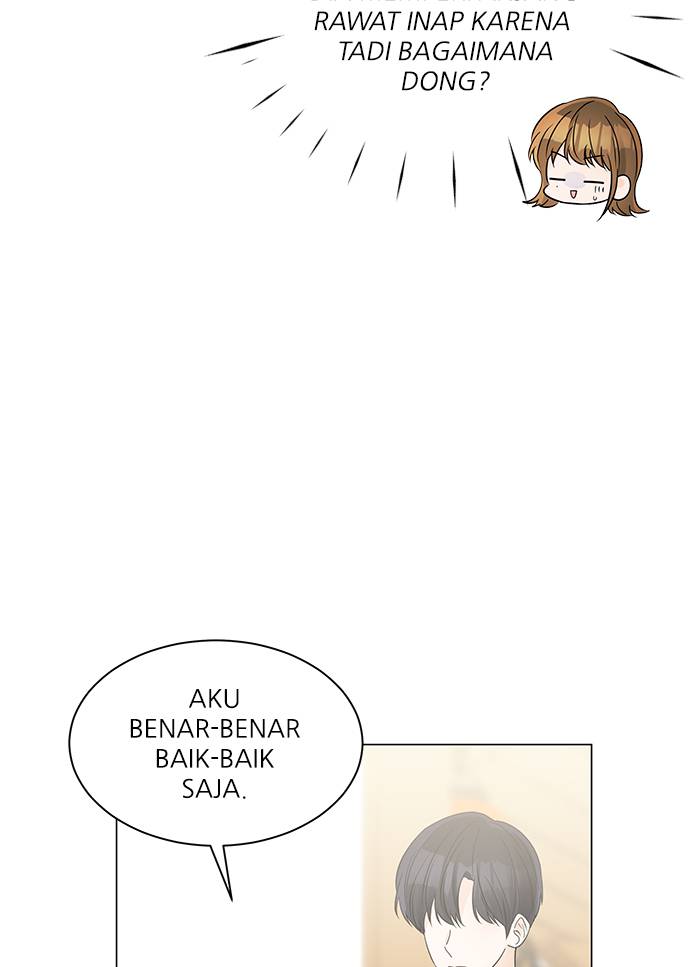 RAWAT INAP KARENA
TADI BAGAIMANA
DONG?
AKU
BENAR-BENAR
BAIK-BAIK
SAJA.